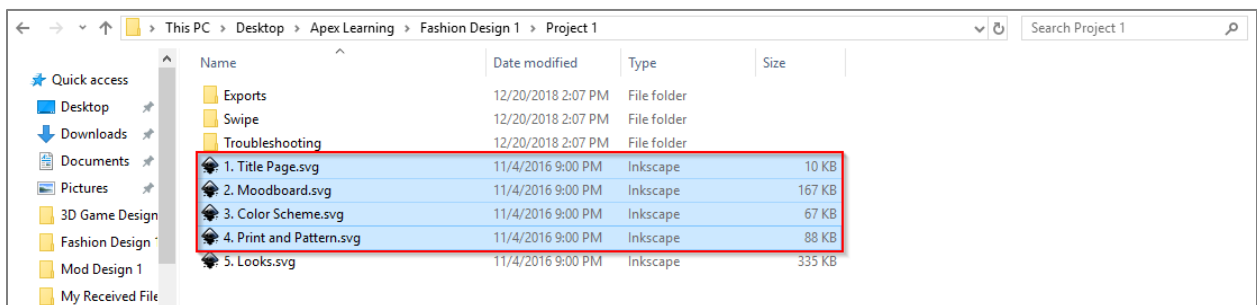 This PC > Desktop > Apex Learning > Fashion Design 1 > Project 1 Search Project 1
Name Date modified Type Size
Quick access
Exports 12/20/2018 2:07 PM File folder
Desktop
Swipe 12/20/2018 2:07 PM File folder
Downloads
Troubleshooting 12/20/2018 2:07 PM File folder
Documents
1. Title Page.svg 11/4/2016 9:00 PM Inkscape 10 KB
Pictures
2. Moodboard.svg 11/4/2016 9:00 PM Inkscape 167 KB
3D Game Design
3. Color Scheme.svg 11/4/2016 9:00 PM Inkscape 67 KB
Fashion Design 1
4. Print and Pattern.svg 11/4/2016 9:00 PM Inkscape 88 KB
Mod Design 1
5. Looks.svg 11/4/2016 9:00 PM Inkscape 335 KB
My Received File